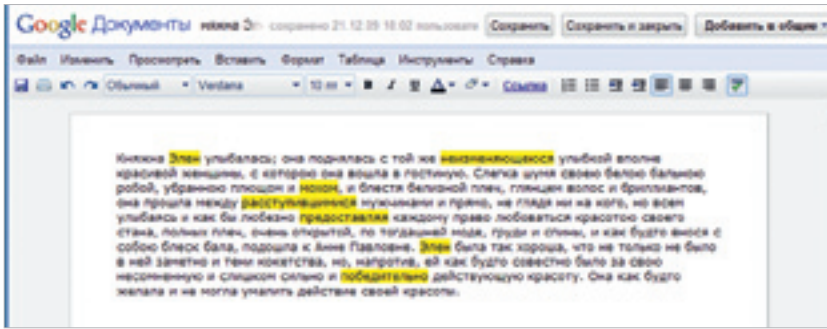 Google Документы княжна Эл сохранено 21.12.09 18:02 пользовате Сохранить Сохранить и закрыть Добавить в общие
Файл Изменить Просмотреть Вставить Формат Таблица Инструменты Справка
Обычный Verdana 10 пт Ссылка
Княжна Элен улыбалась; она поднялась с той же неизменяющеюся улыбкой вполне
красивой женщины, с которою она вошла в гостиную. Слегка шумя своею белою бальною
робой, убранною плющом и мохом, и блестя белизной плеч, глянцем волос и бриллиантов,
она прошла между расступившимися мужчинами и прямо, не глядя ни на кого, но всем
улыбаясь и как бы любезно предоставляя каждому право любоваться красотою своего
стана, полных плеч, очень открытой, по тогдашней моде, груди и спины, и как будто внося с
собою блеск бала, подошла к Анне Павловне. Элен была так хороша, что не только не было
в ней заметно и тени кокетства, но, напротив, ей как будто совестно было за свою
несомненную и слишком сильно и победительно действующую красоту. Она как будто
желала и не могла умалить действие своей красоты.